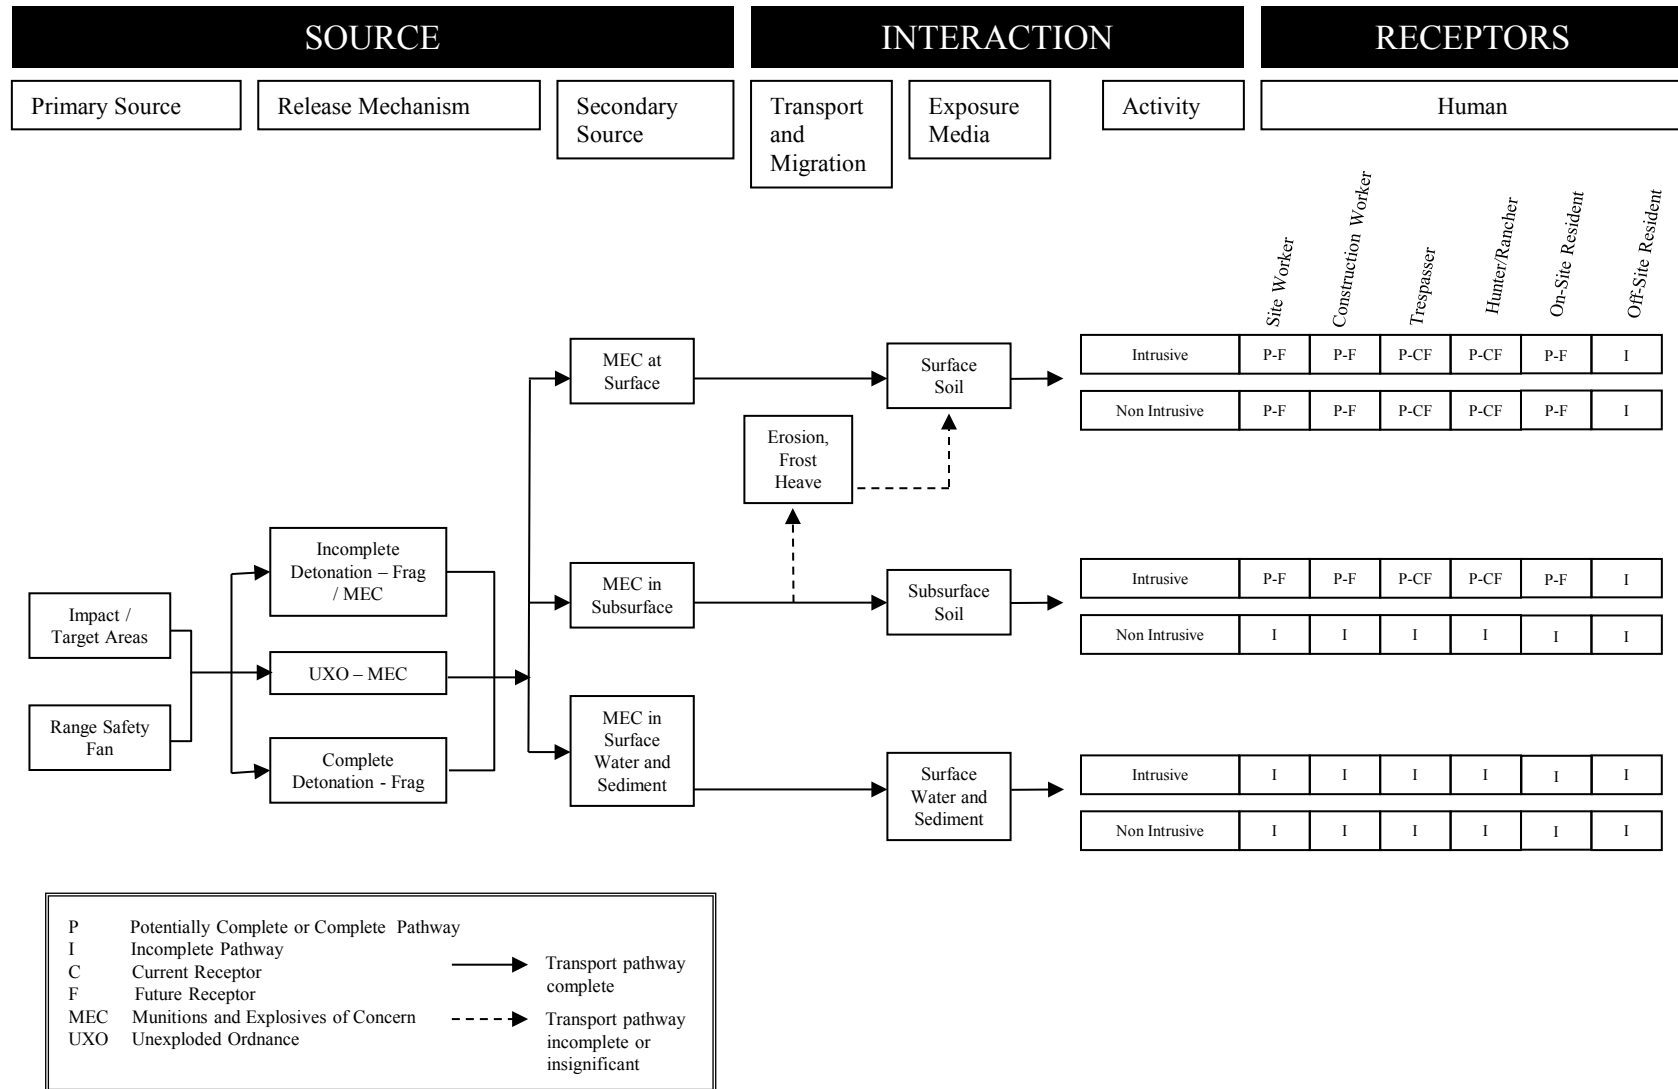 SOURCE
INTERACTION
RECEPTORS
Primary Source
Release Mechanism
Secondary
Source
Transport
and
Migration
Exposure
Media
Activity
Human
Site Worker
Construction Worker
Trespasser
Hunter/Rancher
On-Site Resident
Off-Site Resident
MEC at
Surface
Surface
Soil
Intrusive P-F P-F P-CF P-CF P-F I
Non Intrusive P-F P-F P-CF P-CF P-F I
Erosion,
Frost
Heave
Incomplete
Detonation – Frag
/ MEC
MEC in
Subsurface
Subsurface
Soil
Intrusive P-F P-F P-CF P-CF P-F I
Non Intrusive I I I I I I
Impact /
Target Areas
UXO – MEC
Range Safety
Fan
Complete
Detonation - Frag
MEC in
Surface
Water and
Sediment
Surface
Water and
Sediment
Intrusive I I I I I I
Non Intrusive I I I I I I
P Potentially Complete or Complete Pathway
I Incomplete Pathway
C Current Receptor
F Future Receptor
MEC Munitions and Explosives of Concern
UXO Unexploded Ordnance
Transport pathway
complete
Transport pathway
incomplete or
insignificant